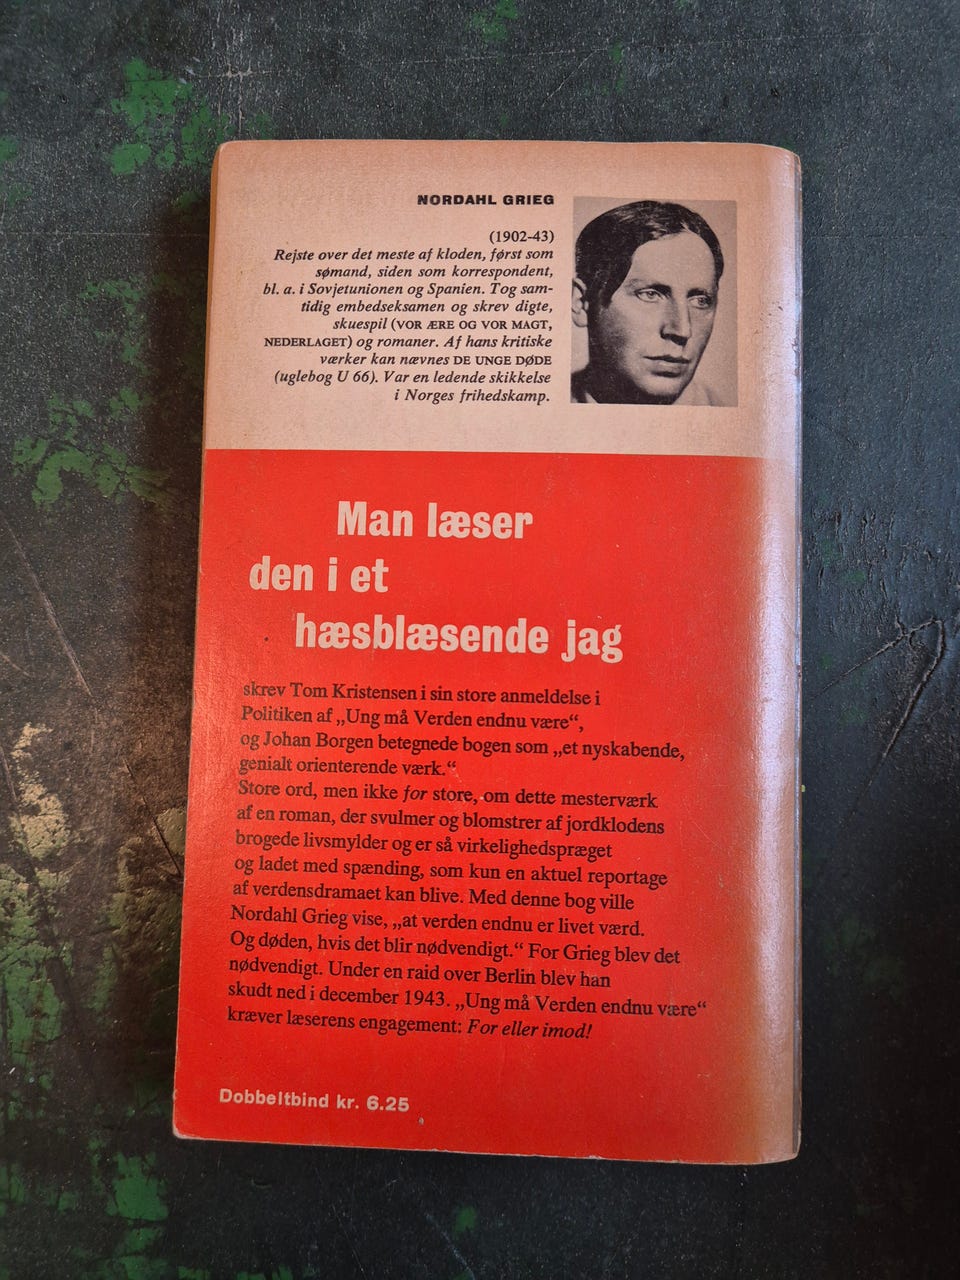 NORDAHL GRIEG
(1902-43)
Rejste over det meste af kloden, først som
sømand, siden som korrespondent,
bl. a. i Sovjetunionen og Spanien. Tog sam-
tidig embedseksamen og skrev digte,
skuespil (VOR ÆRE OG VOR MAGT,
NEDERLAGET) og romaner. Af hans kritiske
værker kan nævnes DE UNGE DØDE
(uglebog U 66). Var en ledende skikkelse
i Norges frihedskamp.
Man læser
den i et
hæsblæsende jag
skrev Tom Kristensen i sin store anmeldelse i
Politiken af „Ung må Verden endnu være“,
og Johan Borgen betegnede bogen som „et nyskabende,
genialt orienterende værk.“
Store ord, men ikke for store, om dette mesterværk
af en roman, der svulmer og blomstrer af jordklodens
brogede livsmylder og er så virkelighedspræget
og ladet med spænding, som kun en aktuel reportage
af verdensdramaet kan blive. Med denne bog ville
Nordahl Grieg vise, „at verden endnu er livet værd.
Og døden, hvis det blir nødvendigt.“ For Grieg blev det
nødvendigt. Under en raid over Berlin blev han
skudt ned i december 1943. „Ung må Verden endnu være“
kræver læserens engagement: For eller imod!
Dobbeltbind kr. 6.25